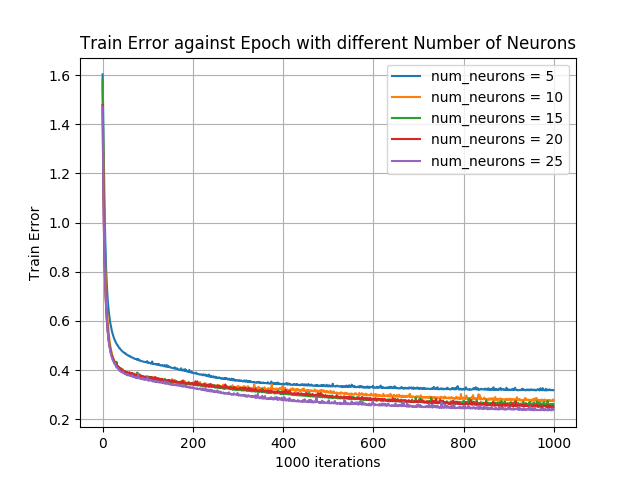 Train Error against Epoch with different Number of Neurons
num_neurons = 5
num_neurons = 10
num_neurons = 15
num_neurons = 20
num_neurons = 25
Train Error
1.6
1.4
1.2
1.0
0.8
0.6
0.4
0.2
0 200 400 600 800 1000
1000 iterations